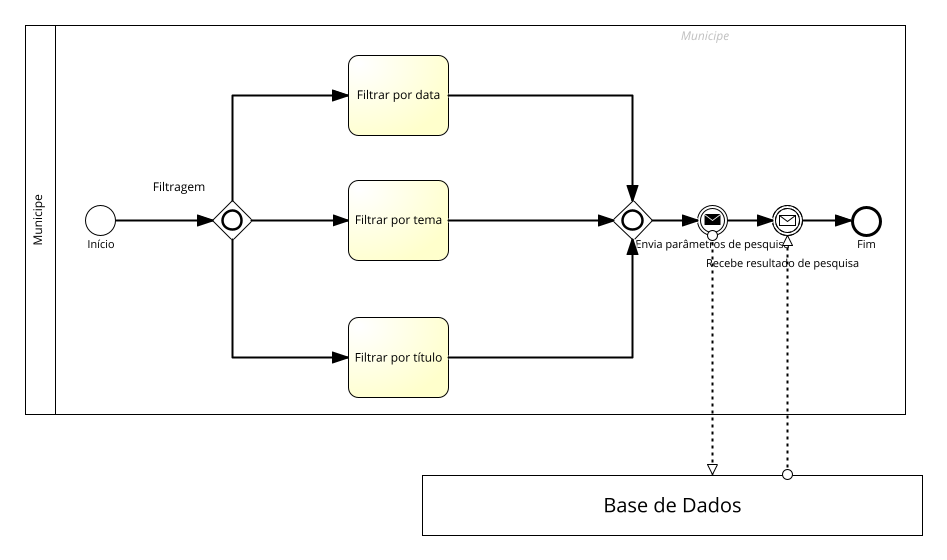 Municipe
Municipe
Filtrar por data
Filtragem
Filtrar por tema
Início
Envia parâmetros de pesquisa
Fim
Recebe resultado de pesquisa
Filtrar por título
Base de Dados